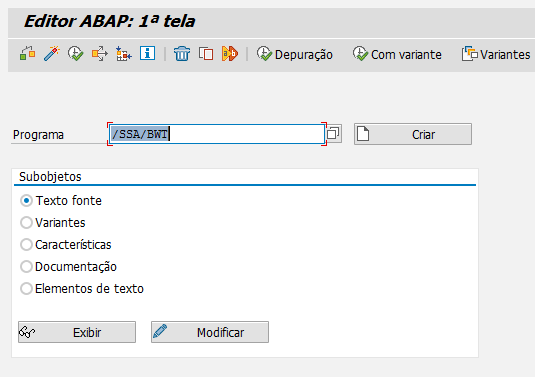 Editor ABAP: 1ª tela
Depuração Com variante Variantes
Programa /SSA/BWT Criar
Subobjetos
Texto fonte
Variantes
Características
Documentação
Elementos de texto
Exibir Modificar